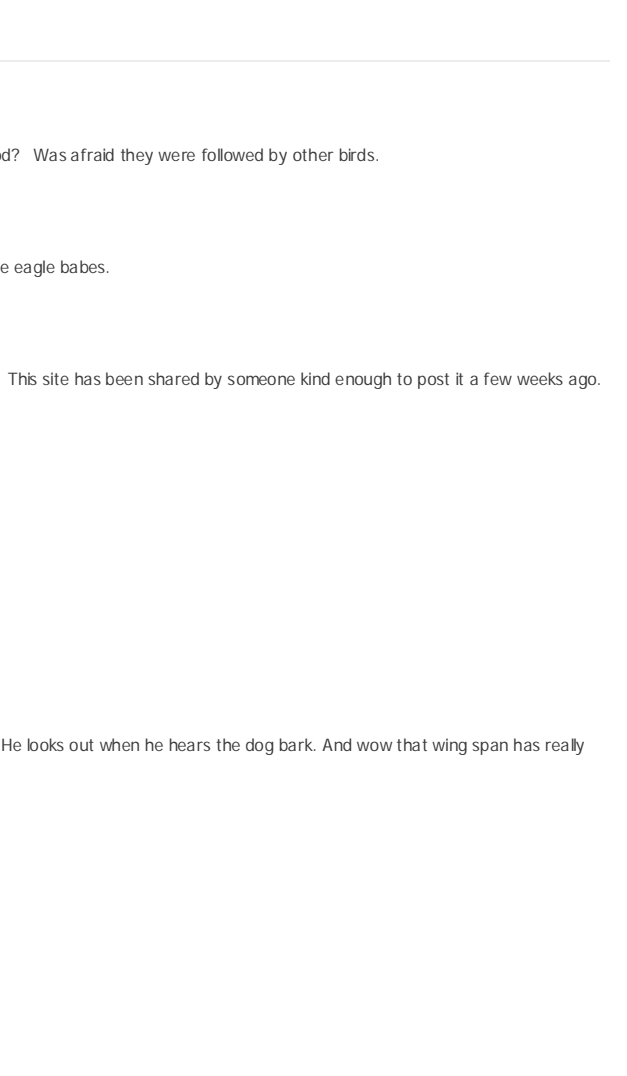 d? Was afraid they were followed by other birds.
e eagle babes.
This site has been shared by someone kind enough to post it a few weeks ago.
He looks out when he hears the dog bark. And wow that wing span has really